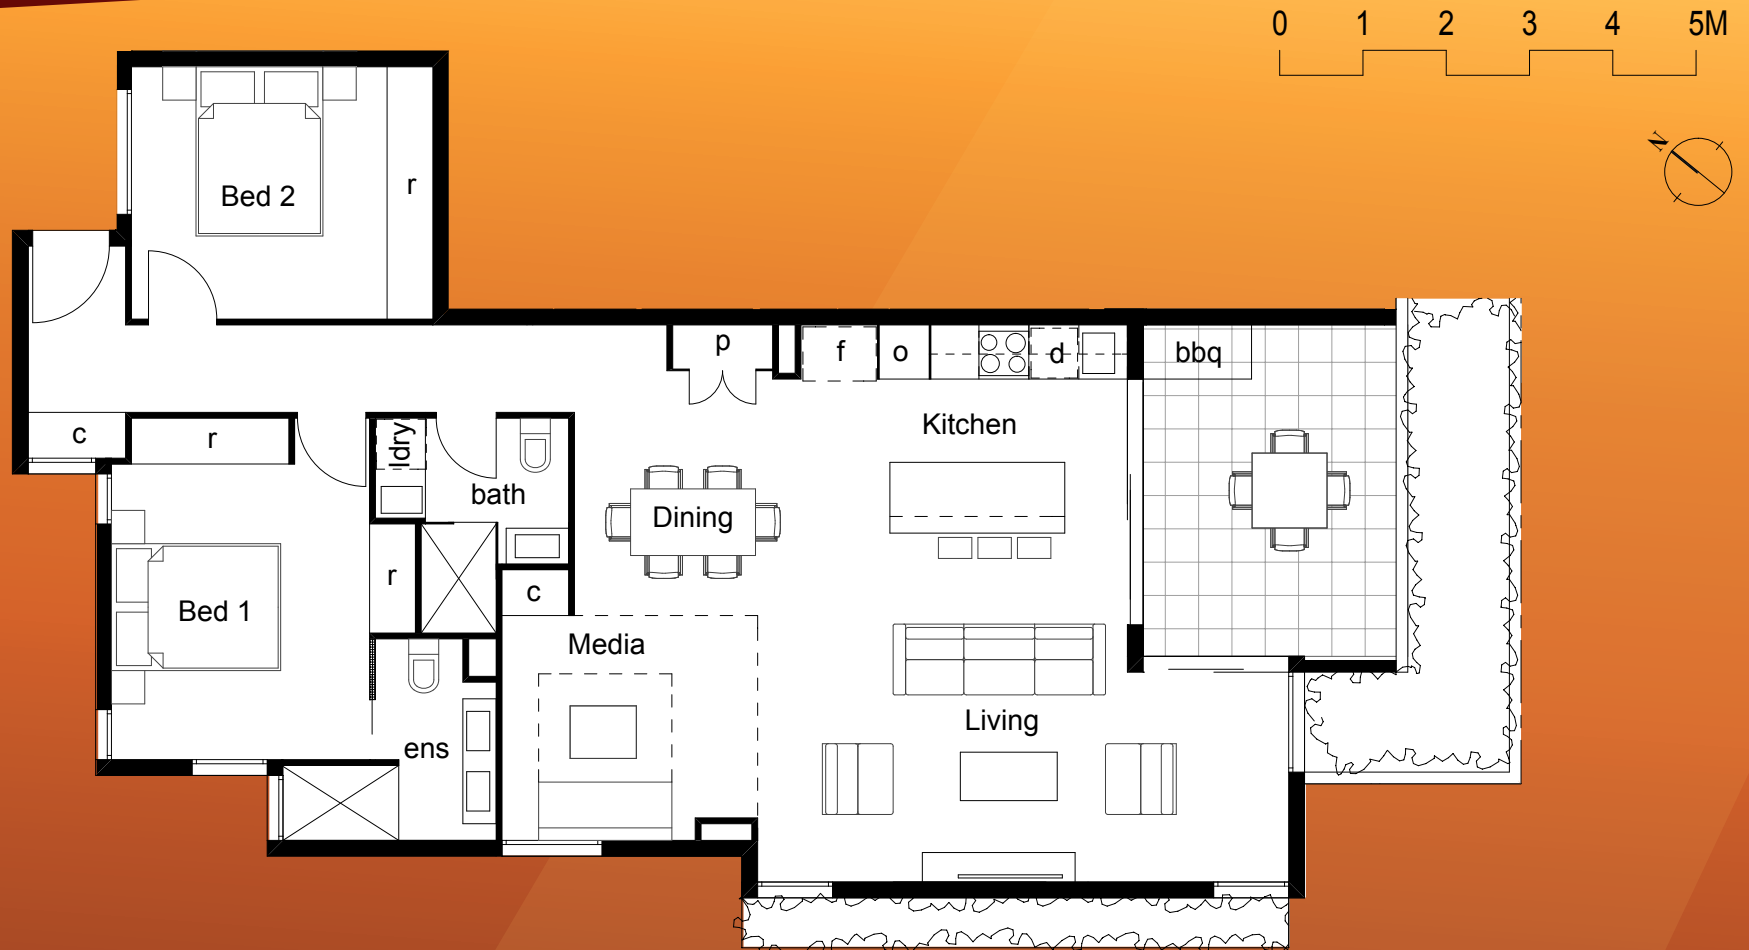 0 1 2 3 4 5M
N
Bed 2
r
p
f
o
d
bbq
Kitchen
c
r
ldry
bath
Dining
r
c
Bed 1
Media
Living
ens